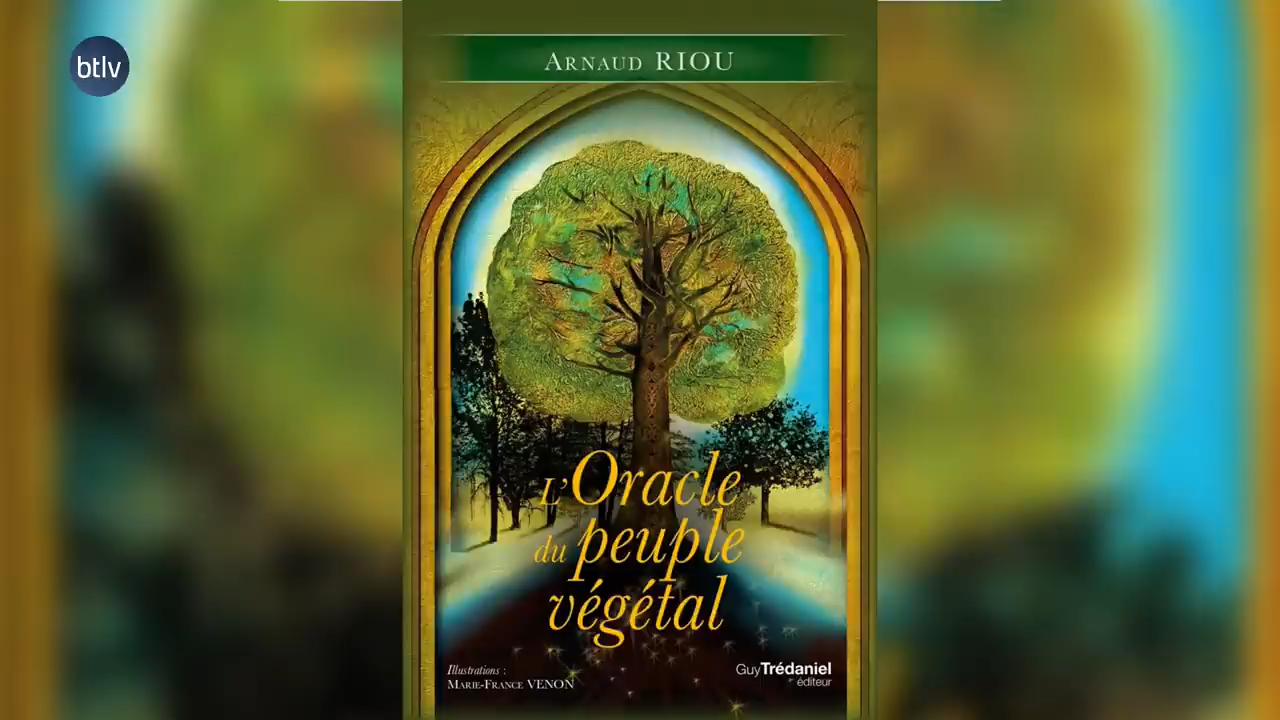 btlv
ARNAUD RIOU
L'Oracle
du peuple
végétal
Illustrations :
MARIE-FRANCE VENON
Guy Trédaniel
éditeur